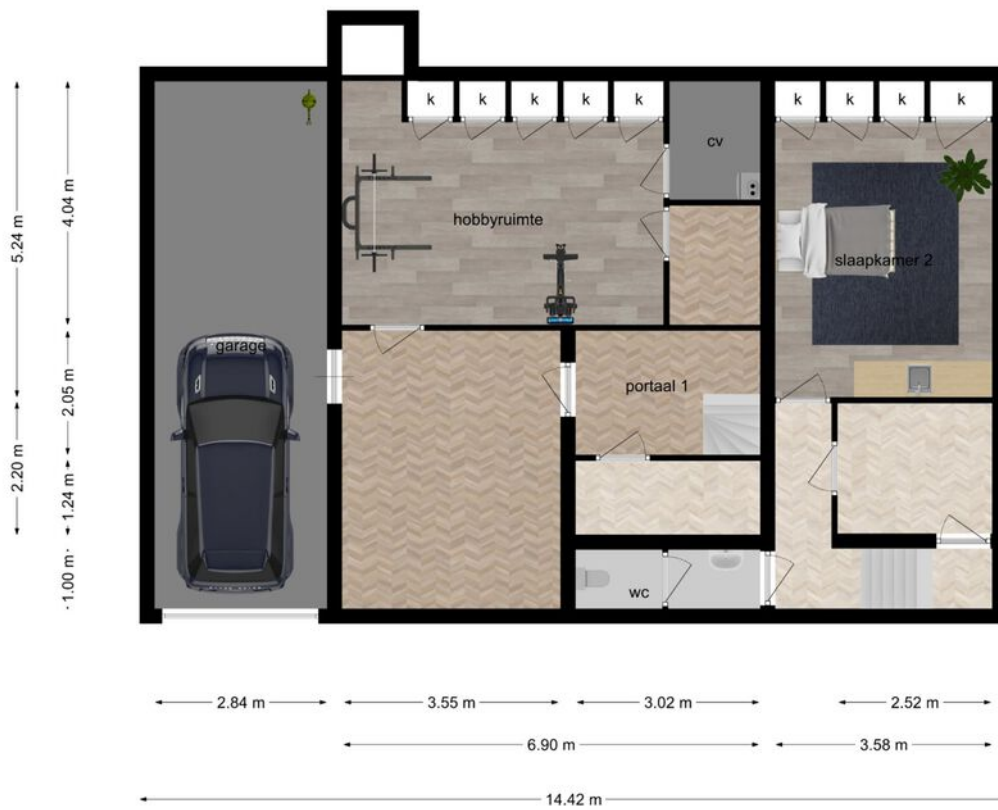 k k k k k k k k k
cv
hobbyruimte
slaapkamer 2
garage
portaal 1
wc
5.24 m
2.20 m
4.04 m
2.05 m
1.24 m
1.00 m
2.84 m 3.55 m 3.02 m 2.52 m
6.90 m 3.58 m
14.42 m